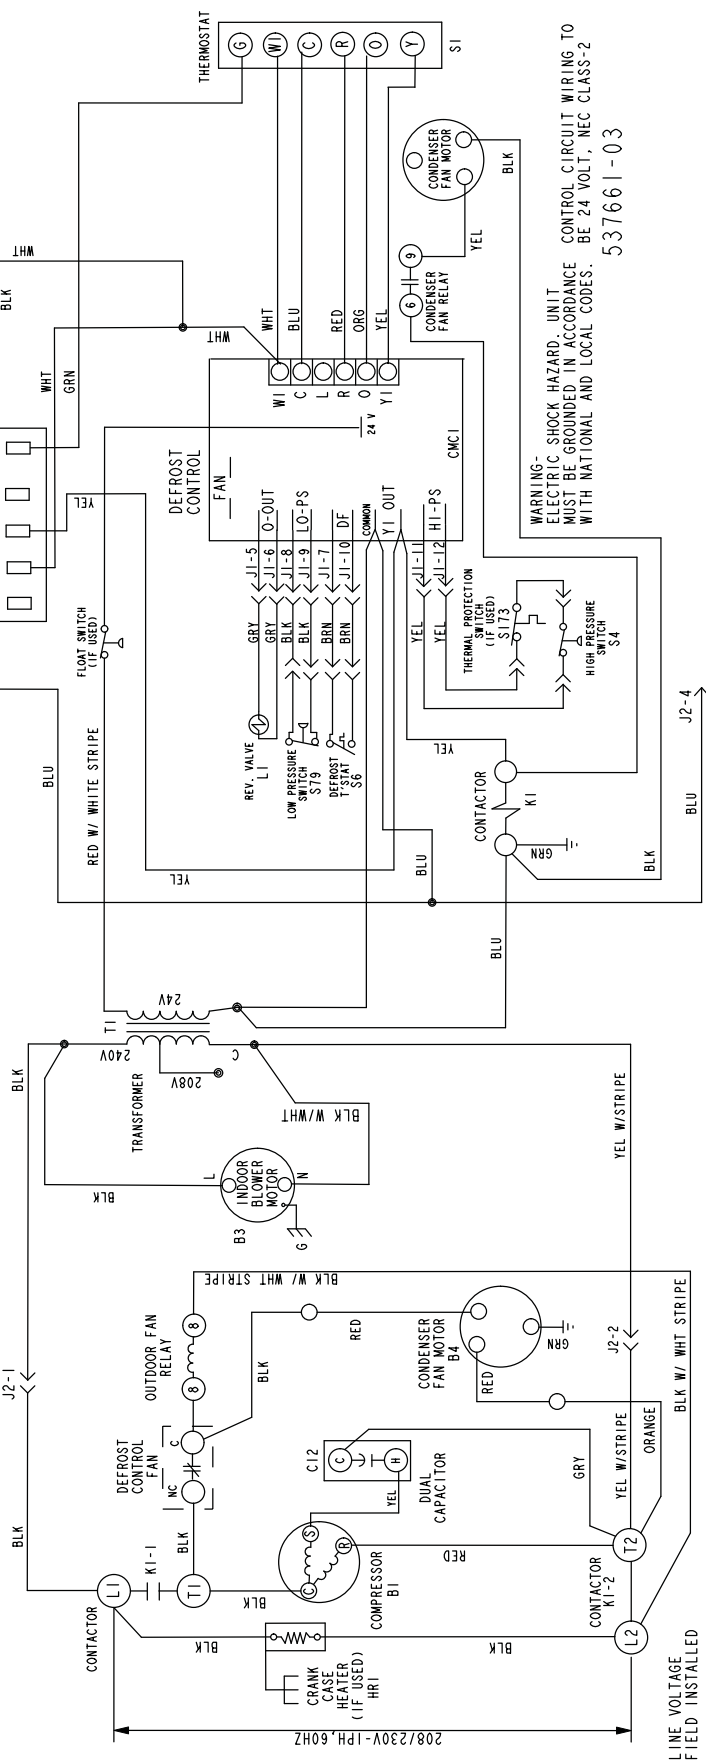 THERMOSTAT
G
W1
C
R
O
Y
S1
CONDENSER
FAN MOTOR
BLK
YEL
9
6
CONDENSER
FAN RELAY
CONTROL CIRCUIT WIRING TO
BE 24 VOLT, NEC CLASS-2
537661-03
WARNING-
ELECTRIC SHOCK HAZARD. UNIT
MUST BE GROUNDED IN ACCORDANCE
WITH NATIONAL AND LOCAL CODES.
WHT
BLK
WHT
GRN
WHT
WHT
BLU
RED
ORG
YEL
W1
C
L
R
O
Y1
DEFROST
CONTROL
FAN
24 V
CMC1
O-OUT
LO-PS
DF
COMMON
Y1 OUT
HI-PS
J1-5
J1-6
J1-8
J1-9
J1-7
J1-10
J1-11
J1-12
GRY
GRY
BLK
BLK
BRN
BRN
YEL
YEL
YEL
FLOAT SWITCH
(IF USED)
REV. VALVE
L1
LOW PRESSURE
SWITCH
S79
DEFROST
T'STAT
S6
THERMAL PROTECTION
SWITCH
(IF USED)
S173
HIGH PRESSURE
SWITCH
S4
RED W/ WHITE STRIPE
BLU
YEL
YEL
BLU
CONTACTOR
K1
GRN
BLK
BLU
J2-4
BLU
T1
24V
240V
208V
C
TRANSFORMER
BLK
BLK
BLK W/WHT
YEL W/STRIPE
L
INDOOR
BLOWER
MOTOR
N
B3
G
J2-1
J2-2
BLK W/ WHT STRIPE
OUTDOOR FAN
RELAY
8
8
BLK
RED
CONDENSER
FAN MOTOR
B4
RED
GRN
DEFROST
CONTROL
FAN
C
NC
C12
C
H
DUAL
CAPACITOR
YEL
GRY
YEL W/STRIPE
ORANGE
BLK W/ WHT STRIPE
BLK
K1-1
BLK
CONTACTOR
L1
T1
BLK
S
R
C
COMPRESSOR
B1
RED
CONTACTOR
K1-2
T2
L2
BLK
BLK
CRANK
CASE
HEATER
(IF USED)
HR1
208/230V-1PH,60HZ
LINE VOLTAGE
FIELD INSTALLED